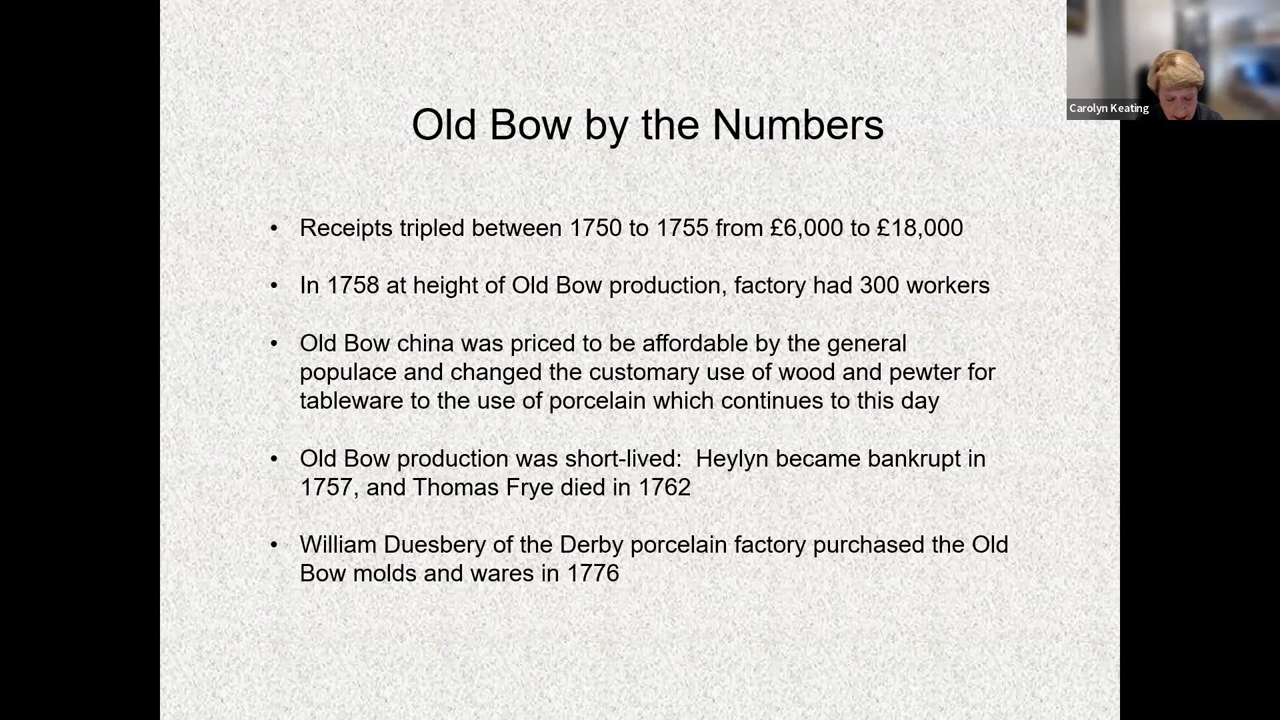 Old Bow by the Numbers
Carolyn Keating
• Receipts tripled between 1750 to 1755 from £6,000 to £18,000
• In 1758 at height of Old Bow production, factory had 300 workers
• Old Bow china was priced to be affordable by the general
populace and changed the customary use of wood and pewter for
tableware to the use of porcelain which continues to this day
• Old Bow production was short-lived:  Heylyn became bankrupt in
1757, and Thomas Frye died in 1762
• William Duesbery of the Derby porcelain factory purchased the Old
Bow molds and wares in 1776